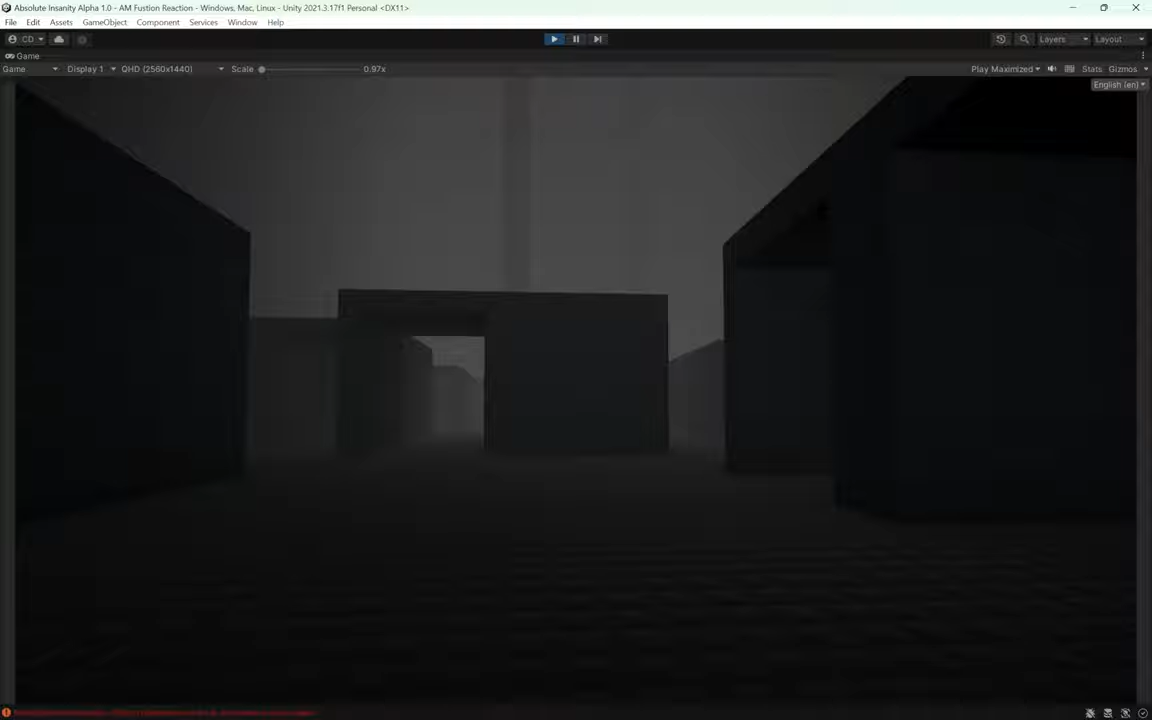 Absolute Insanity Alpha 1.0 - AM Fustion Reaction - Windows, Mac, Linux - Unity 2021.3.17f1 Personal <DX11>
File Edit Assets GameObject Component Services Window Help
CD Layers Layout
Game
Game Display 1 QHD (2560x1440) Scale 0.97x Play Maximized Stats Gizmos
English (en)